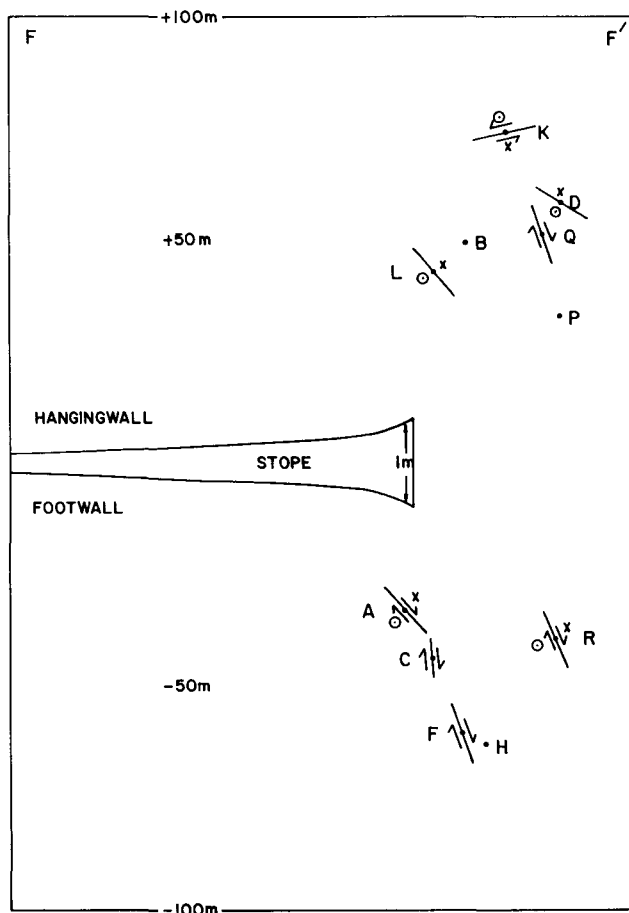 +100m
F F′
K
x
x
D
Q
+50m
B
L
x
P
HANGINGWALL
STOPE
1m
FOOTWALL
A
x
C
x
R
-50m
F
H
-100m